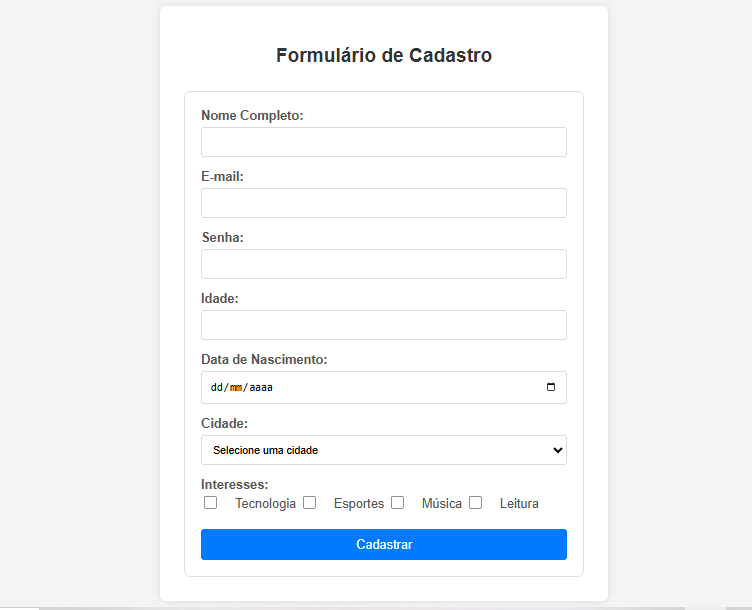 Formulário de Cadastro
Nome Completo:
E-mail:
Senha:
Idade:
Data de Nascimento:
dd/mm/aaaa
Cidade:
Selecione uma cidade
Interesses:
Tecnologia Esportes Música Leitura
Cadastrar